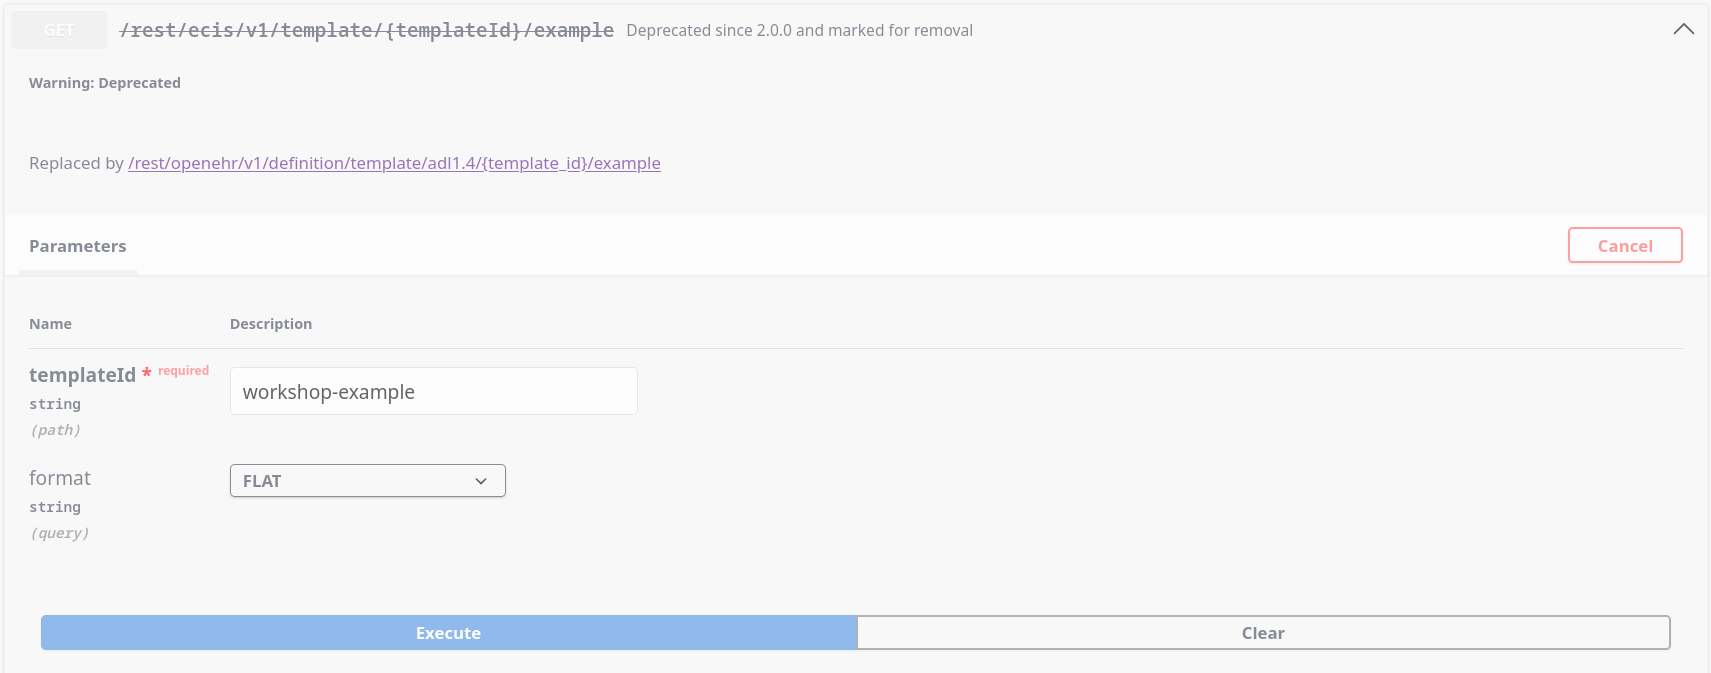 GET /rest/ecis/v1/template/{templateId}/example Deprecated since 2.0.0 and marked for removal
Warning: Deprecated
Replaced by /rest/openehr/v1/definition/template/adl1.4/{template_id}/example
Parameters Cancel
Name Description
templateId * required
workshop-example
string
(path)
format
FLAT
string
(query)
Execute Clear